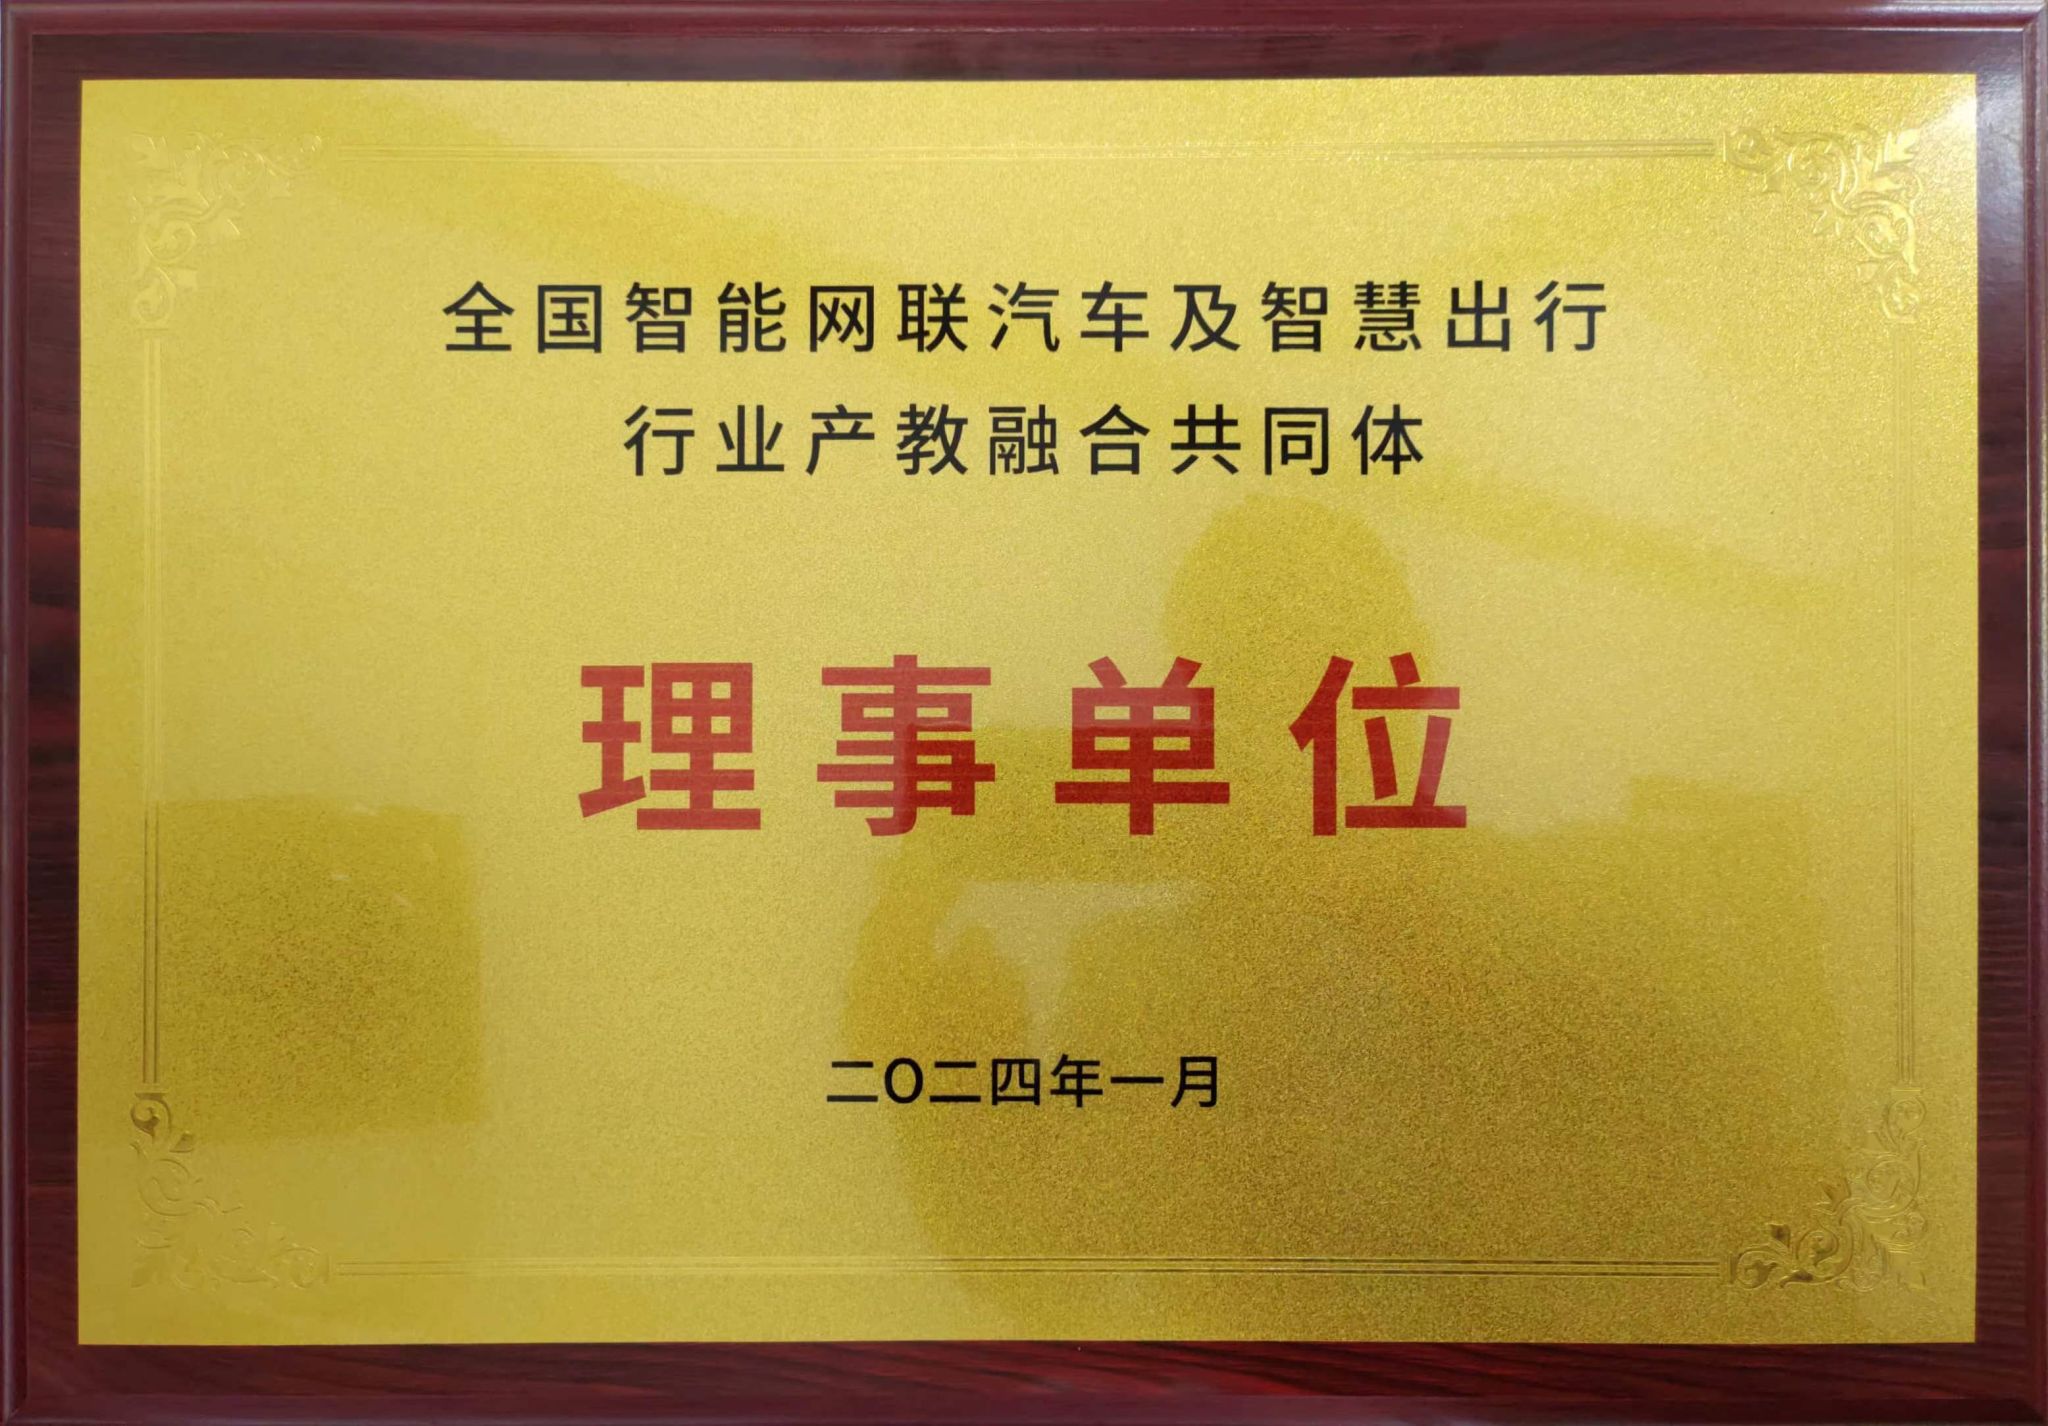 全国智能网联汽车及智慧出行
行业产教融合共同体
理事单位
二〇二四年一月